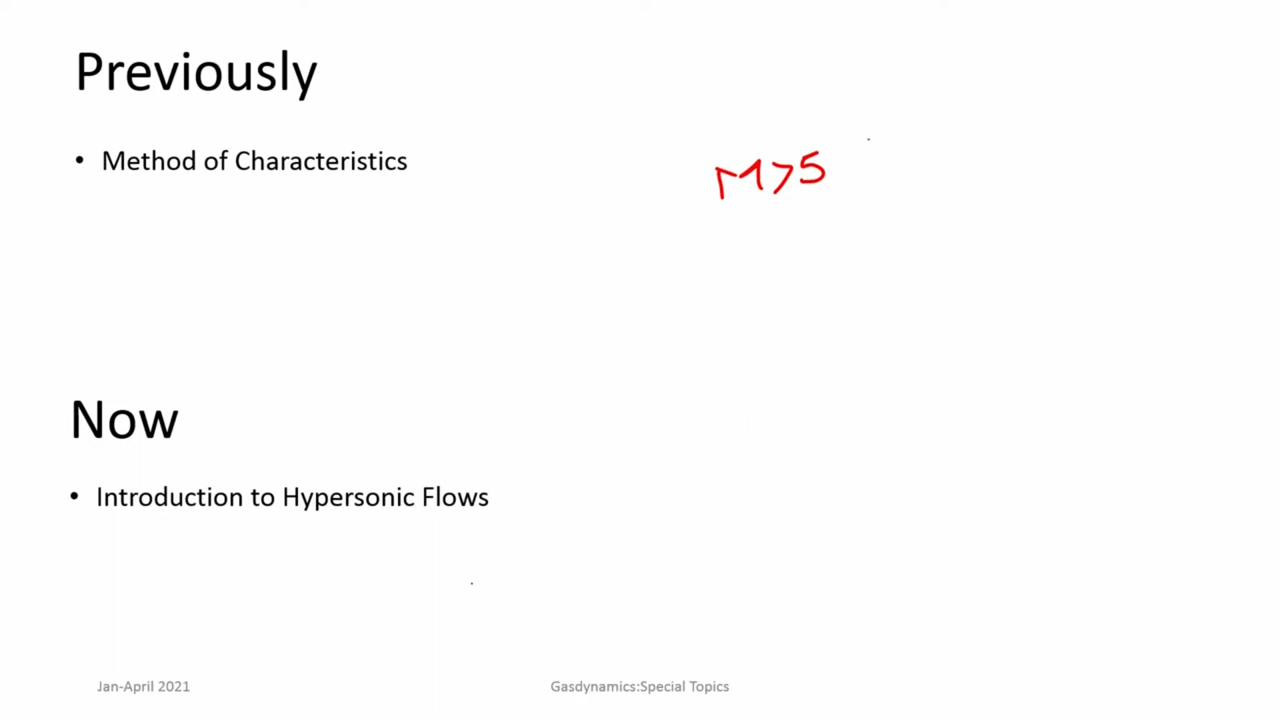 Previously
• Method of Characteristics
M>5
Now
• Introduction to Hypersonic Flows
Jan-April 2021
Gasdynamics:Special Topics